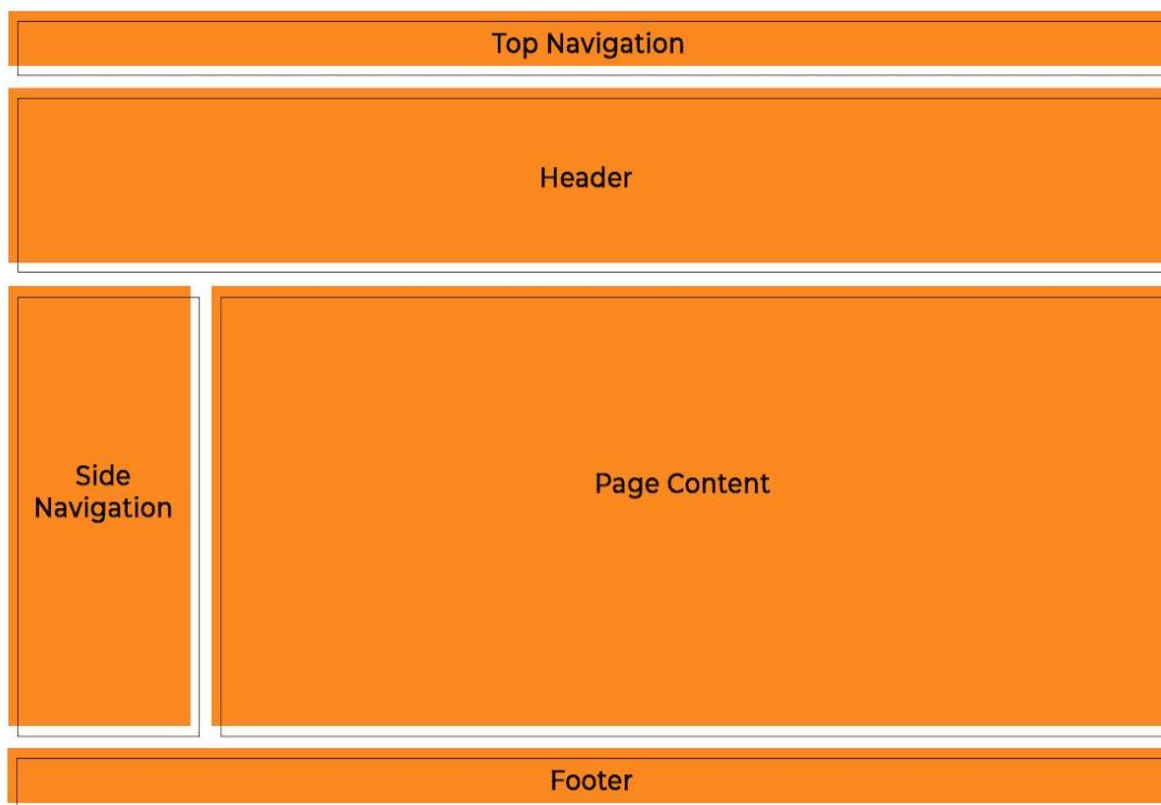 Top Navigation
Header
Side
Navigation
Page Content
Footer